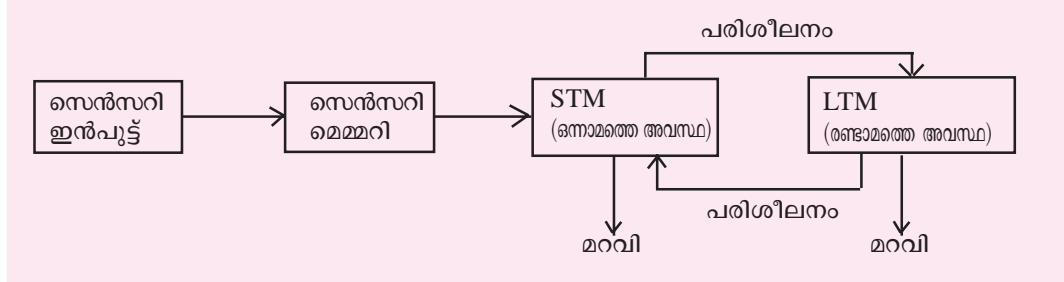 പരിശീലനം
സെൻസറി
ഇൻപുട്ട്
സെൻസറി
മെമ്മറി
STM
(ഒന്നാമത്തെ അവസ്ഥ)
LTM
(രണ്ടാമത്തെ അവസ്ഥ)
പരിശീലനം
മറവി
മറവി